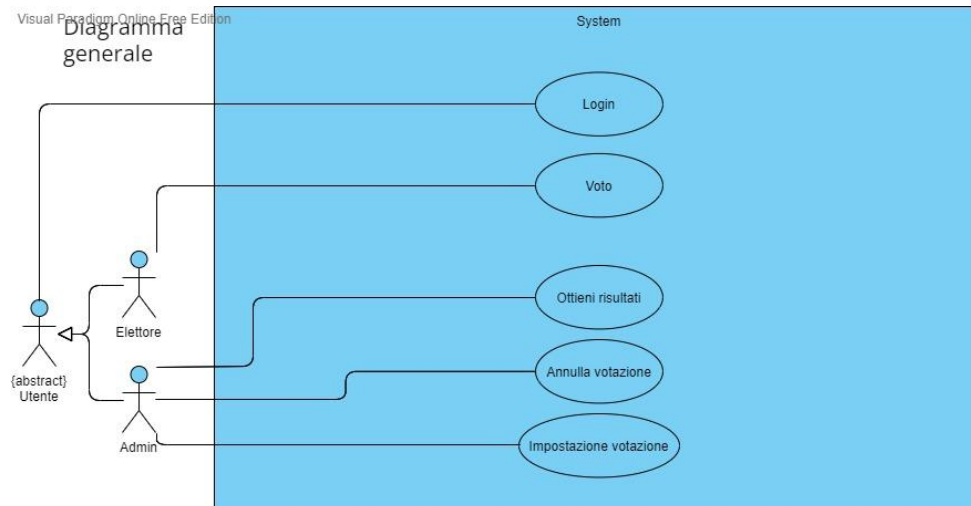 Visual Paradigm Online Free Edition
Diagramma
generale
System
Login
Voto
Ottieni risultati
Elettore
Annulla votazione
{abstract}
Utente
Admin
Impostazione votazione